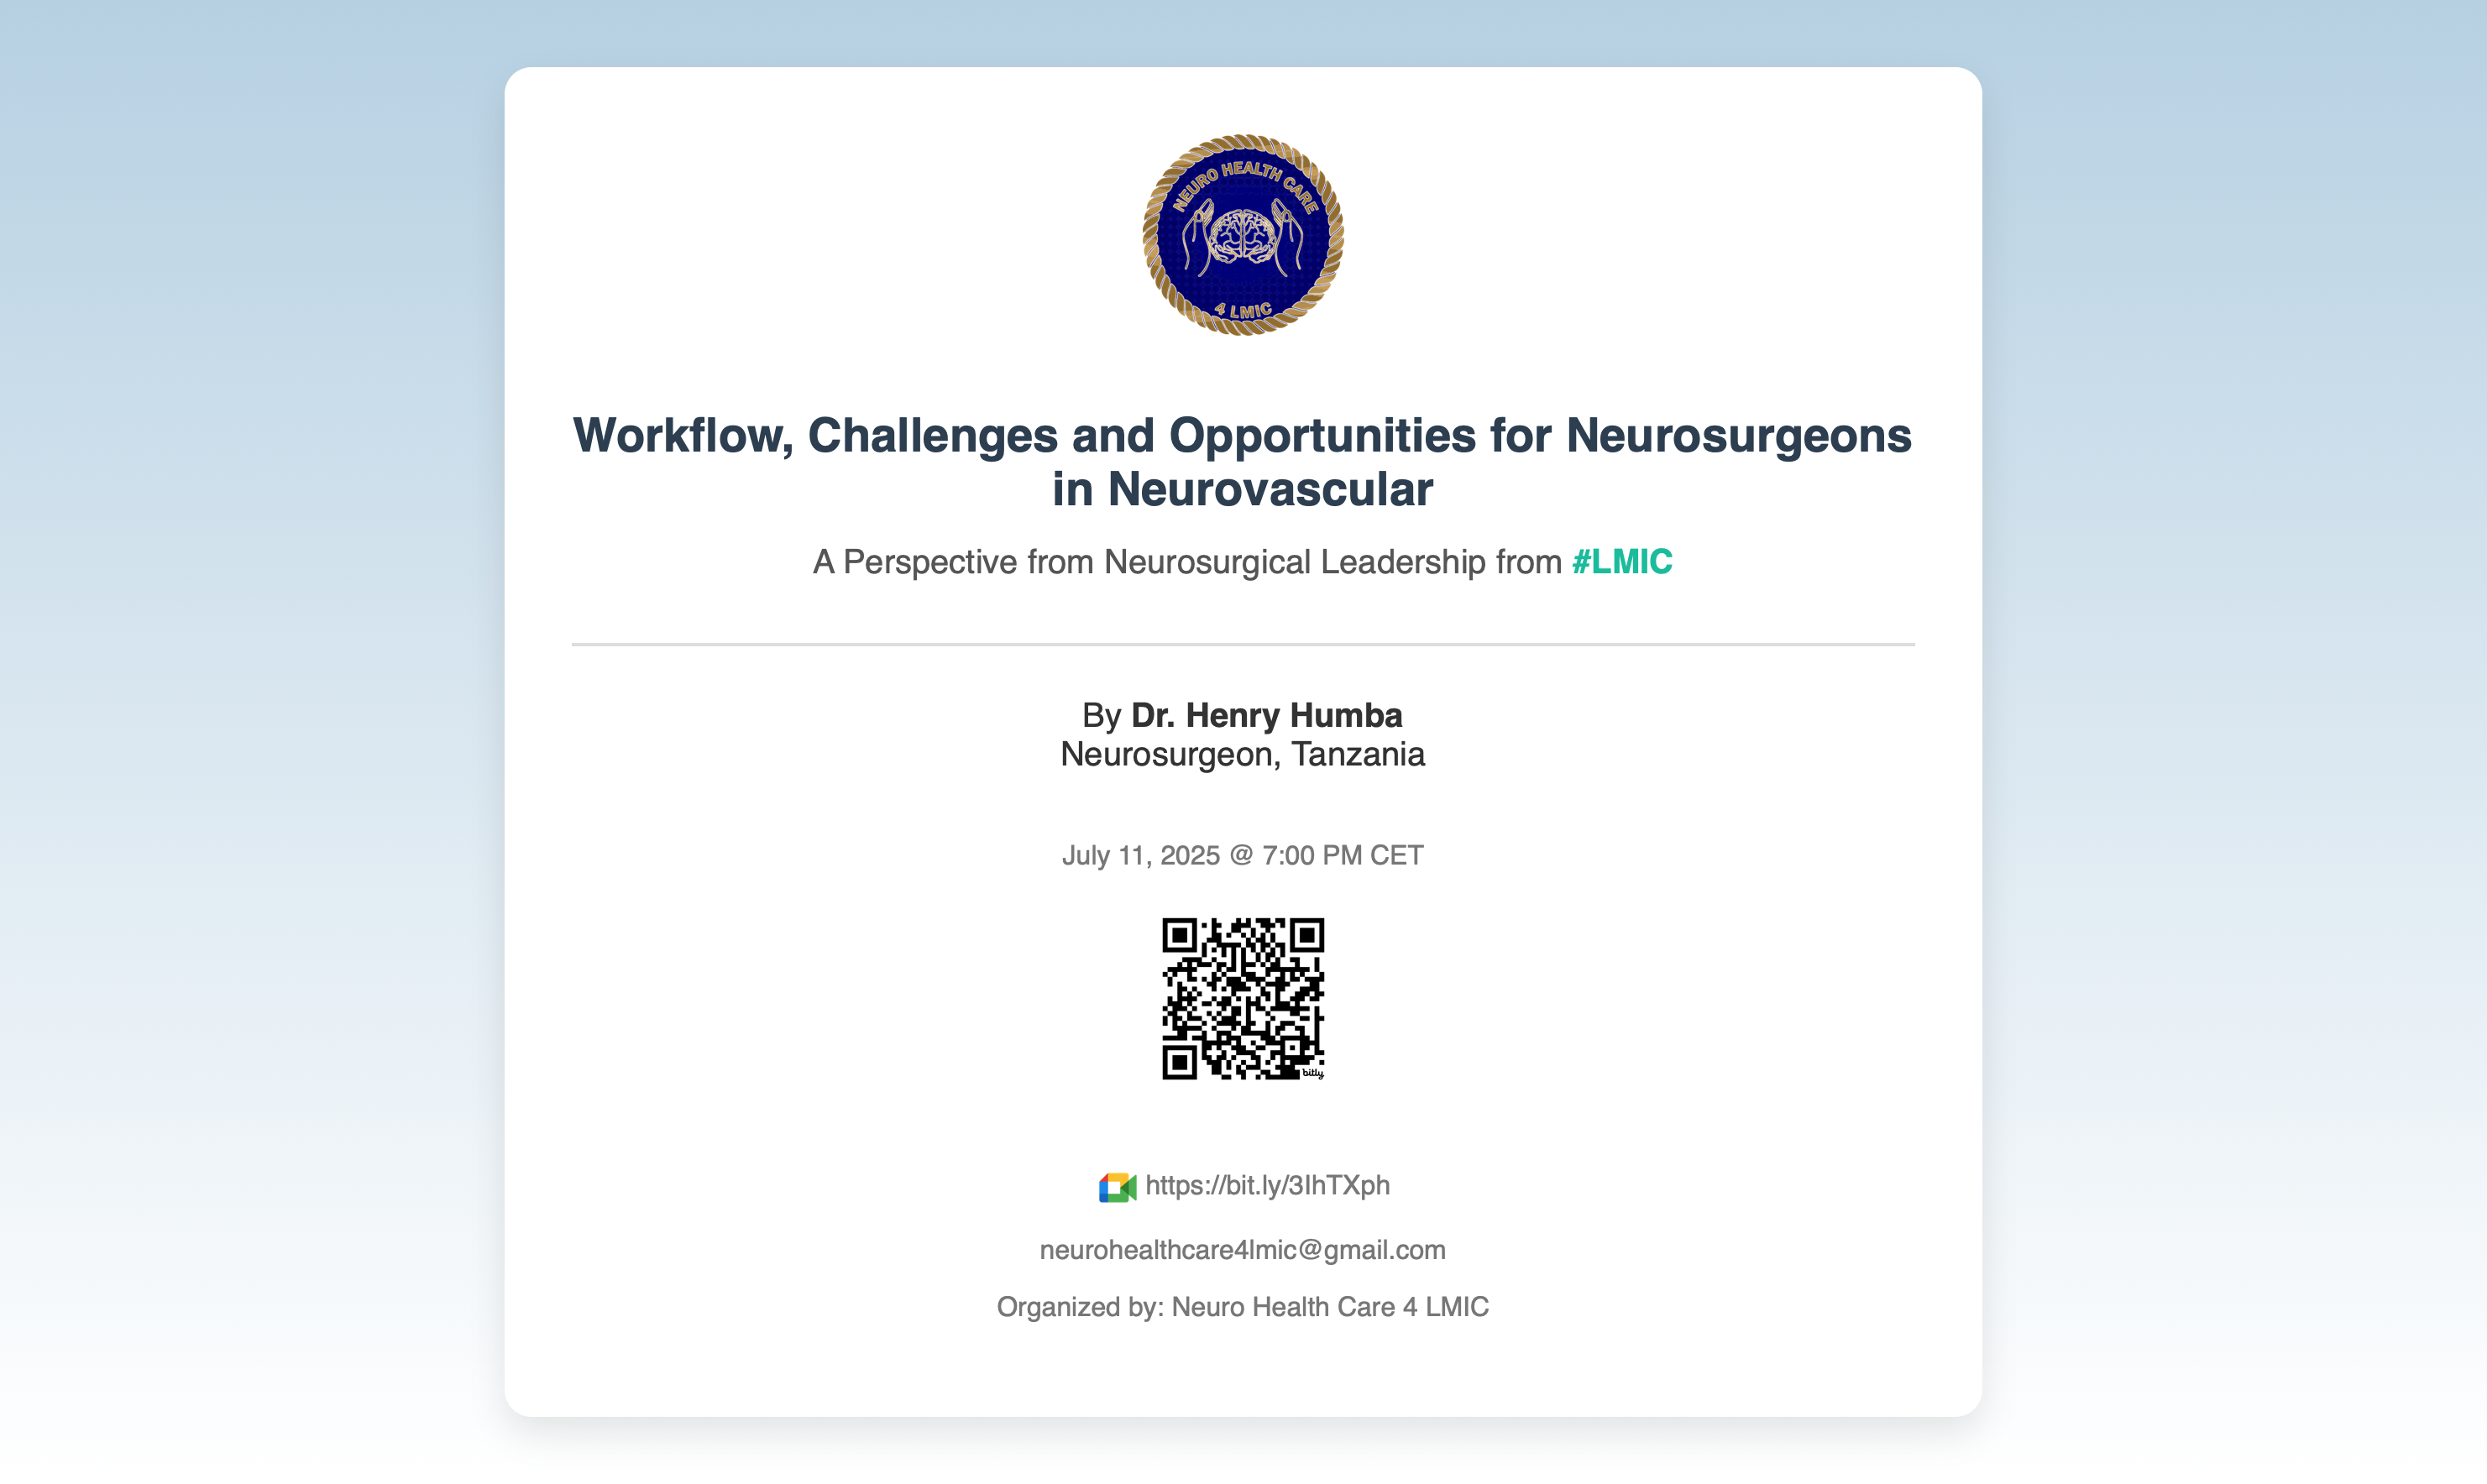 NEURO HEALTH CARE
4 LMIC
Workflow, Challenges and Opportunities for Neurosurgeons
in Neurovascular
A Perspective from Neurosurgical Leadership from #LMIC
By Dr. Henry Humba
Neurosurgeon, Tanzania
July 11, 2025 @ 7:00 PM CET
bitly
https://bit.ly/3IhTXph
neurohealthcare4lmic@gmail.com
Organized by: Neuro Health Care 4 LMIC